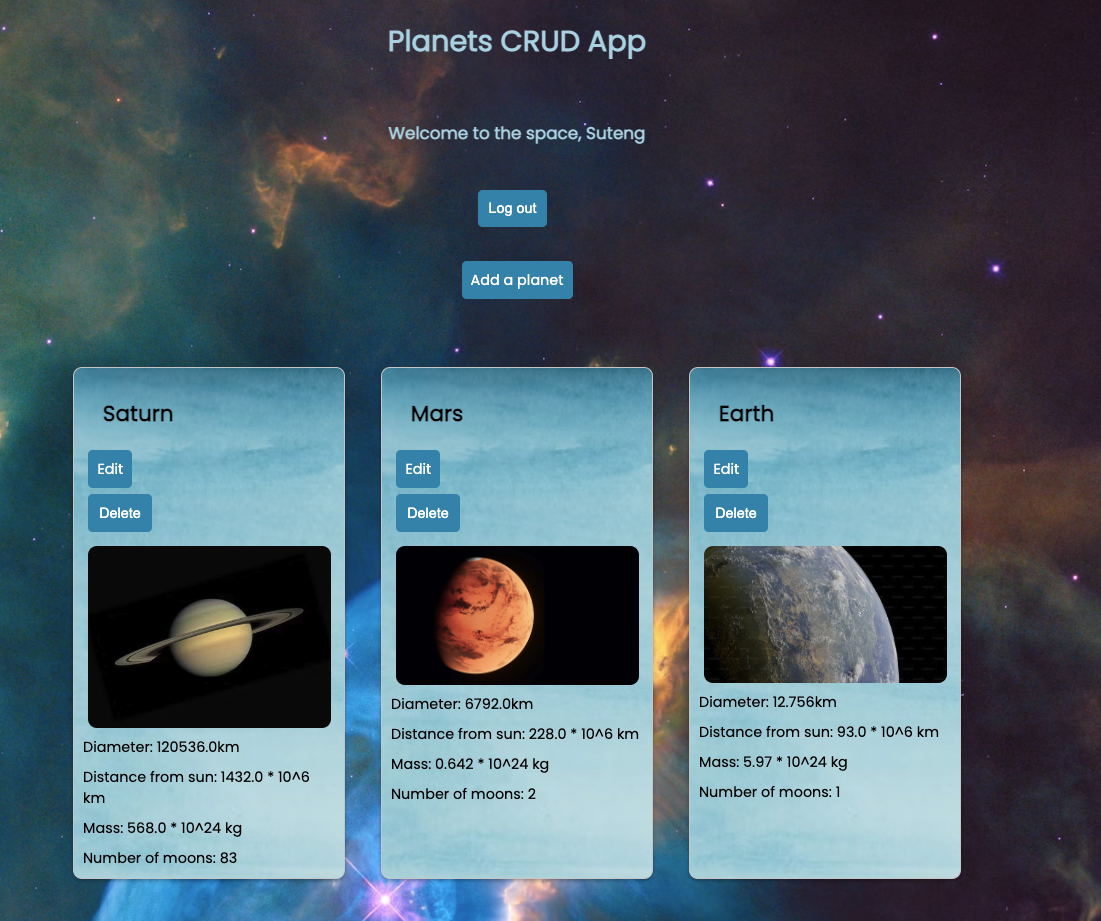 Planets CRUD App
Welcome to the space, Suteng
Log out
Add a planet
Saturn
Edit
Delete
Diameter: 120536.0km
Distance from sun: 1432.0 * 10^6
km
Mass: 568.0 * 10^24 kg
Number of moons: 83
Mars
Edit
Delete
Diameter: 6792.0km
Distance from sun: 228.0 * 10^6 km
Mass: 0.642 * 10^24 kg
Number of moons: 2
Earth
Edit
Delete
Diameter: 12.756km
Distance from sun: 93.0 * 10^6 km
Mass: 5.97 * 10^24 kg
Number of moons: 1